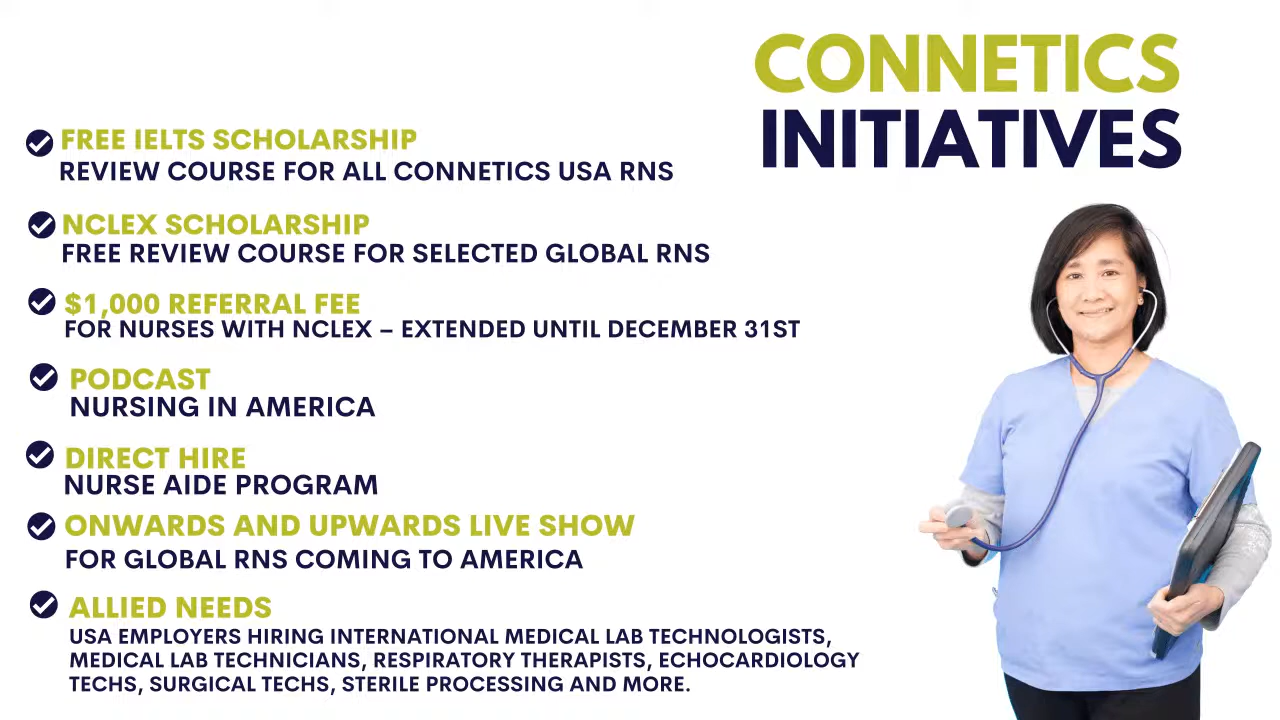 CONNETICS
INITIATIVES
FREE IELTS SCHOLARSHIP
REVIEW COURSE FOR ALL CONNETICS USA RNS
NCLEX SCHOLARSHIP
FREE REVIEW COURSE FOR SELECTED GLOBAL RNS
$1,000 REFERRAL FEE
FOR NURSES WITH NCLEX – EXTENDED UNTIL DECEMBER 31ST
PODCAST
NURSING IN AMERICA
DIRECT HIRE
NURSE AIDE PROGRAM
ONWARDS AND UPWARDS LIVE SHOW
FOR GLOBAL RNS COMING TO AMERICA
ALLIED NEEDS
USA EMPLOYERS HIRING INTERNATIONAL MEDICAL LAB TECHNOLOGISTS,
MEDICAL LAB TECHNICIANS, RESPIRATORY THERAPISTS, ECHOCARDIOLOGY
TECHS, SURGICAL TECHS, STERILE PROCESSING AND MORE.